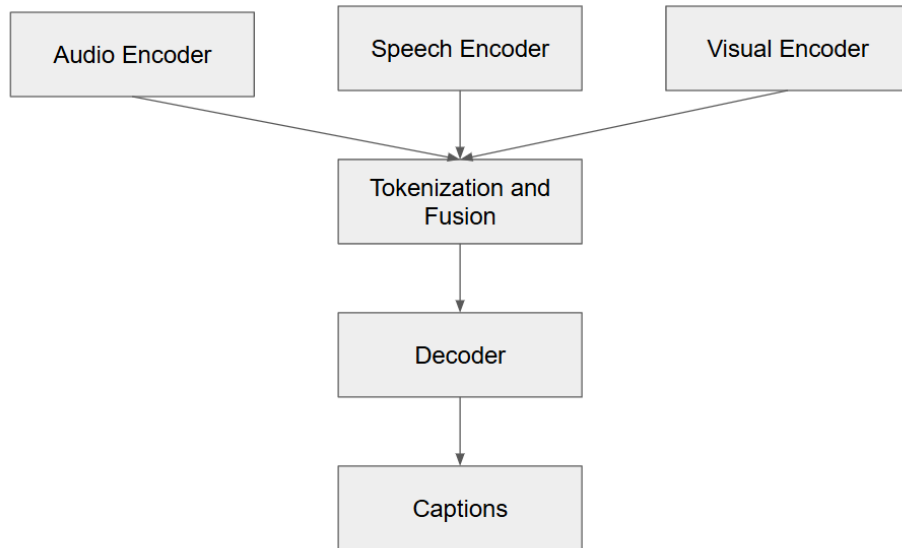 Audio Encoder
Speech Encoder
Visual Encoder
Tokenization and
Fusion
Decoder
Captions